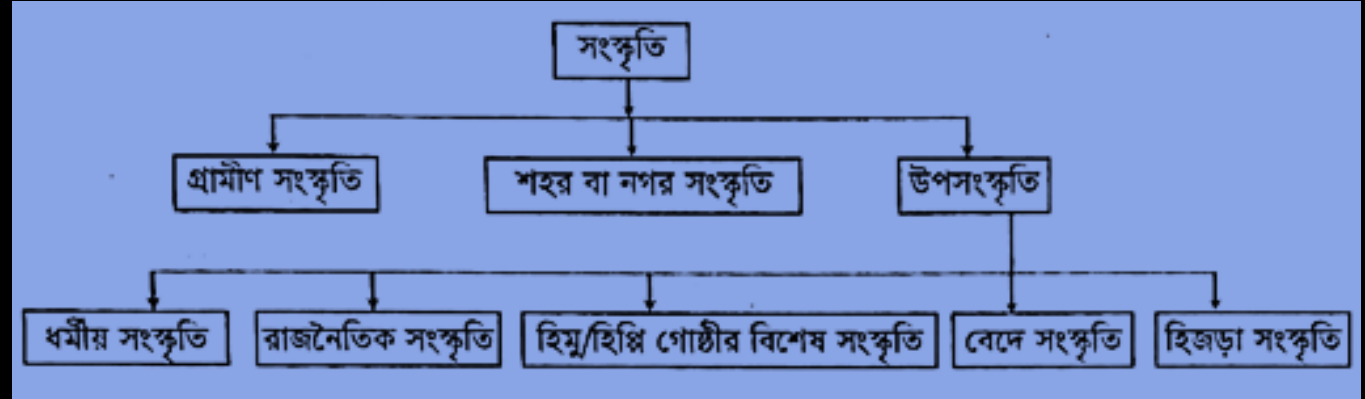 সংস্কৃতি
গ্রামীণ সংস্কৃতি
শহর বা নগর সংস্কৃতি
উপসংস্কৃতি
ধর্মীয় সংস্কৃতি
রাজনৈতিক সংস্কৃতি
হিমু/হিপ্পি গোষ্ঠীর বিশেষ সংস্কৃতি
বেদে সংস্কৃতি
হিজড়া সংস্কৃতি